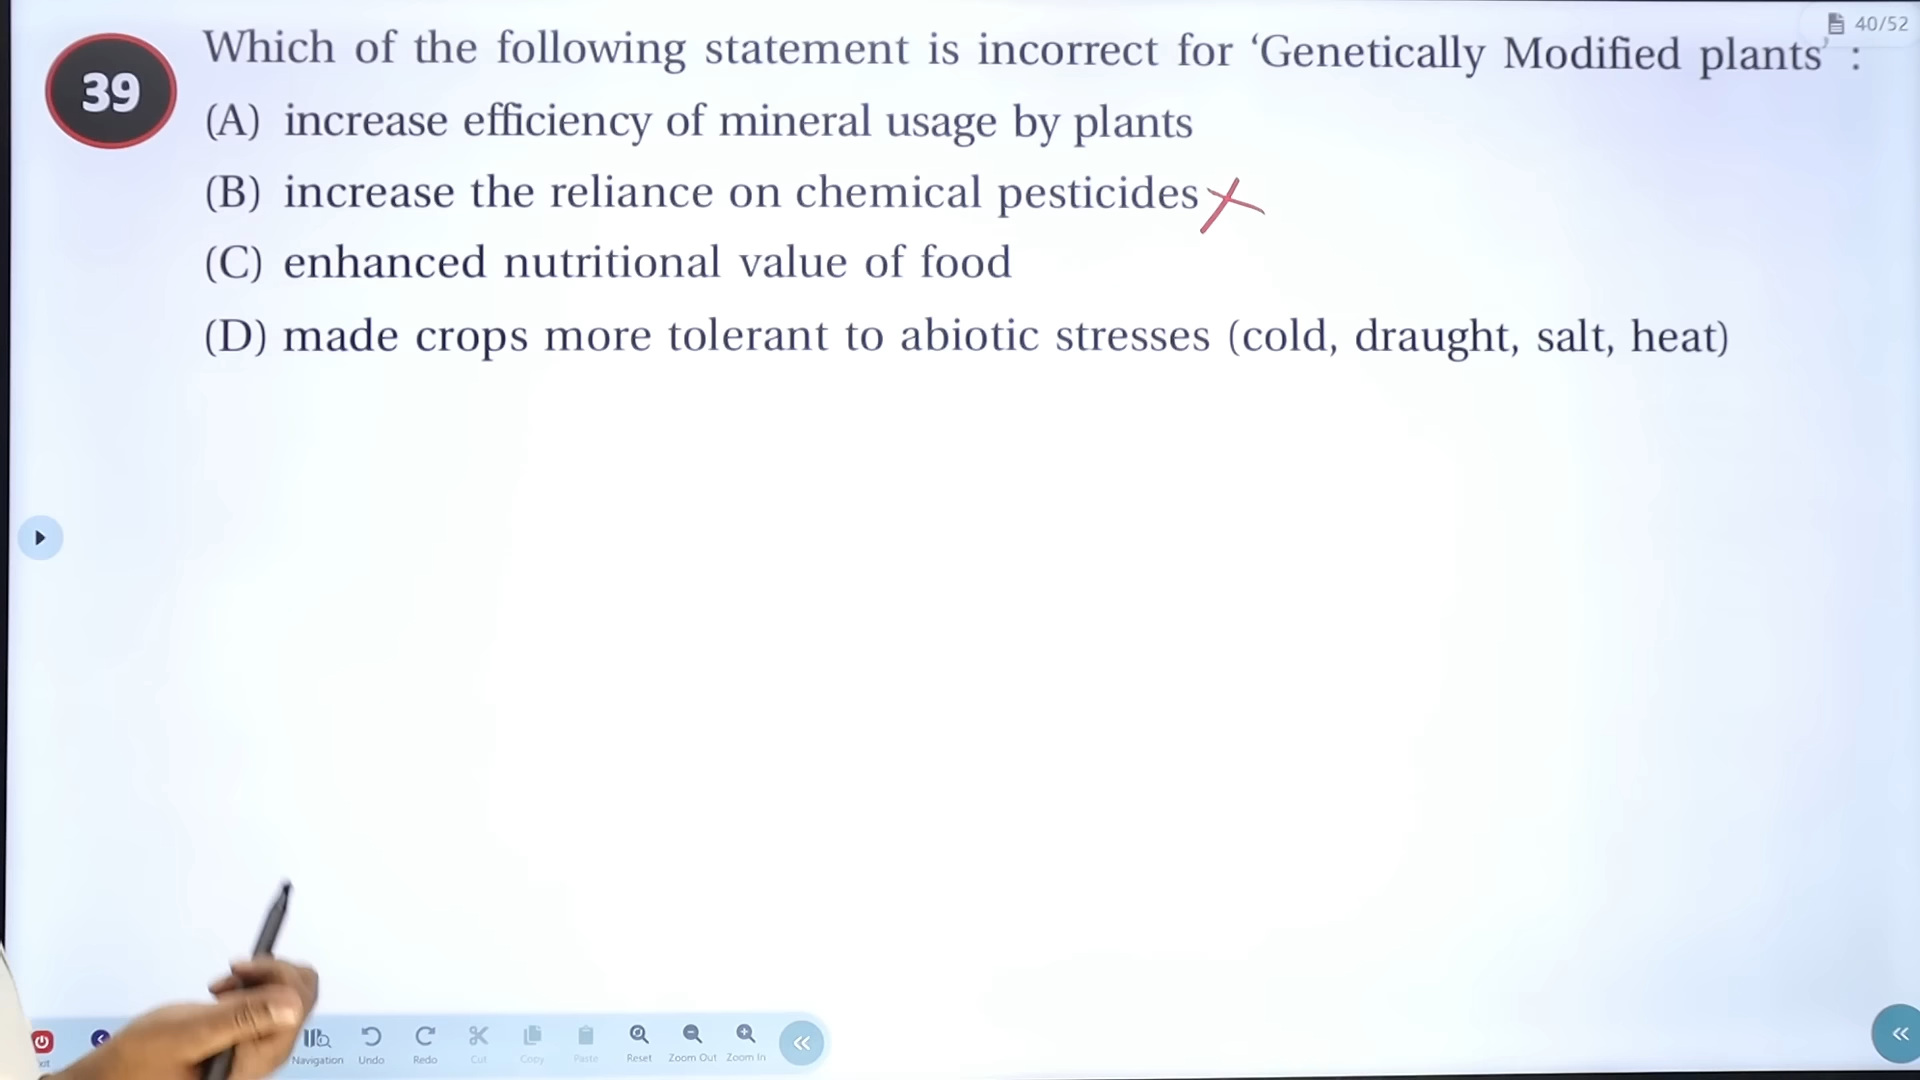 40/52
39
Which of the following statement is incorrect for ‘Genetically Modified plants’ :
(A) increase efficiency of mineral usage by plants
(B) increase the reliance on chemical pesticides
(C) enhanced nutritional value of food
(D) made crops more tolerant to abiotic stresses (cold, draught, salt, heat)
Navigation Undo Redo Cut Copy Paste Reset Zoom Out Zoom In